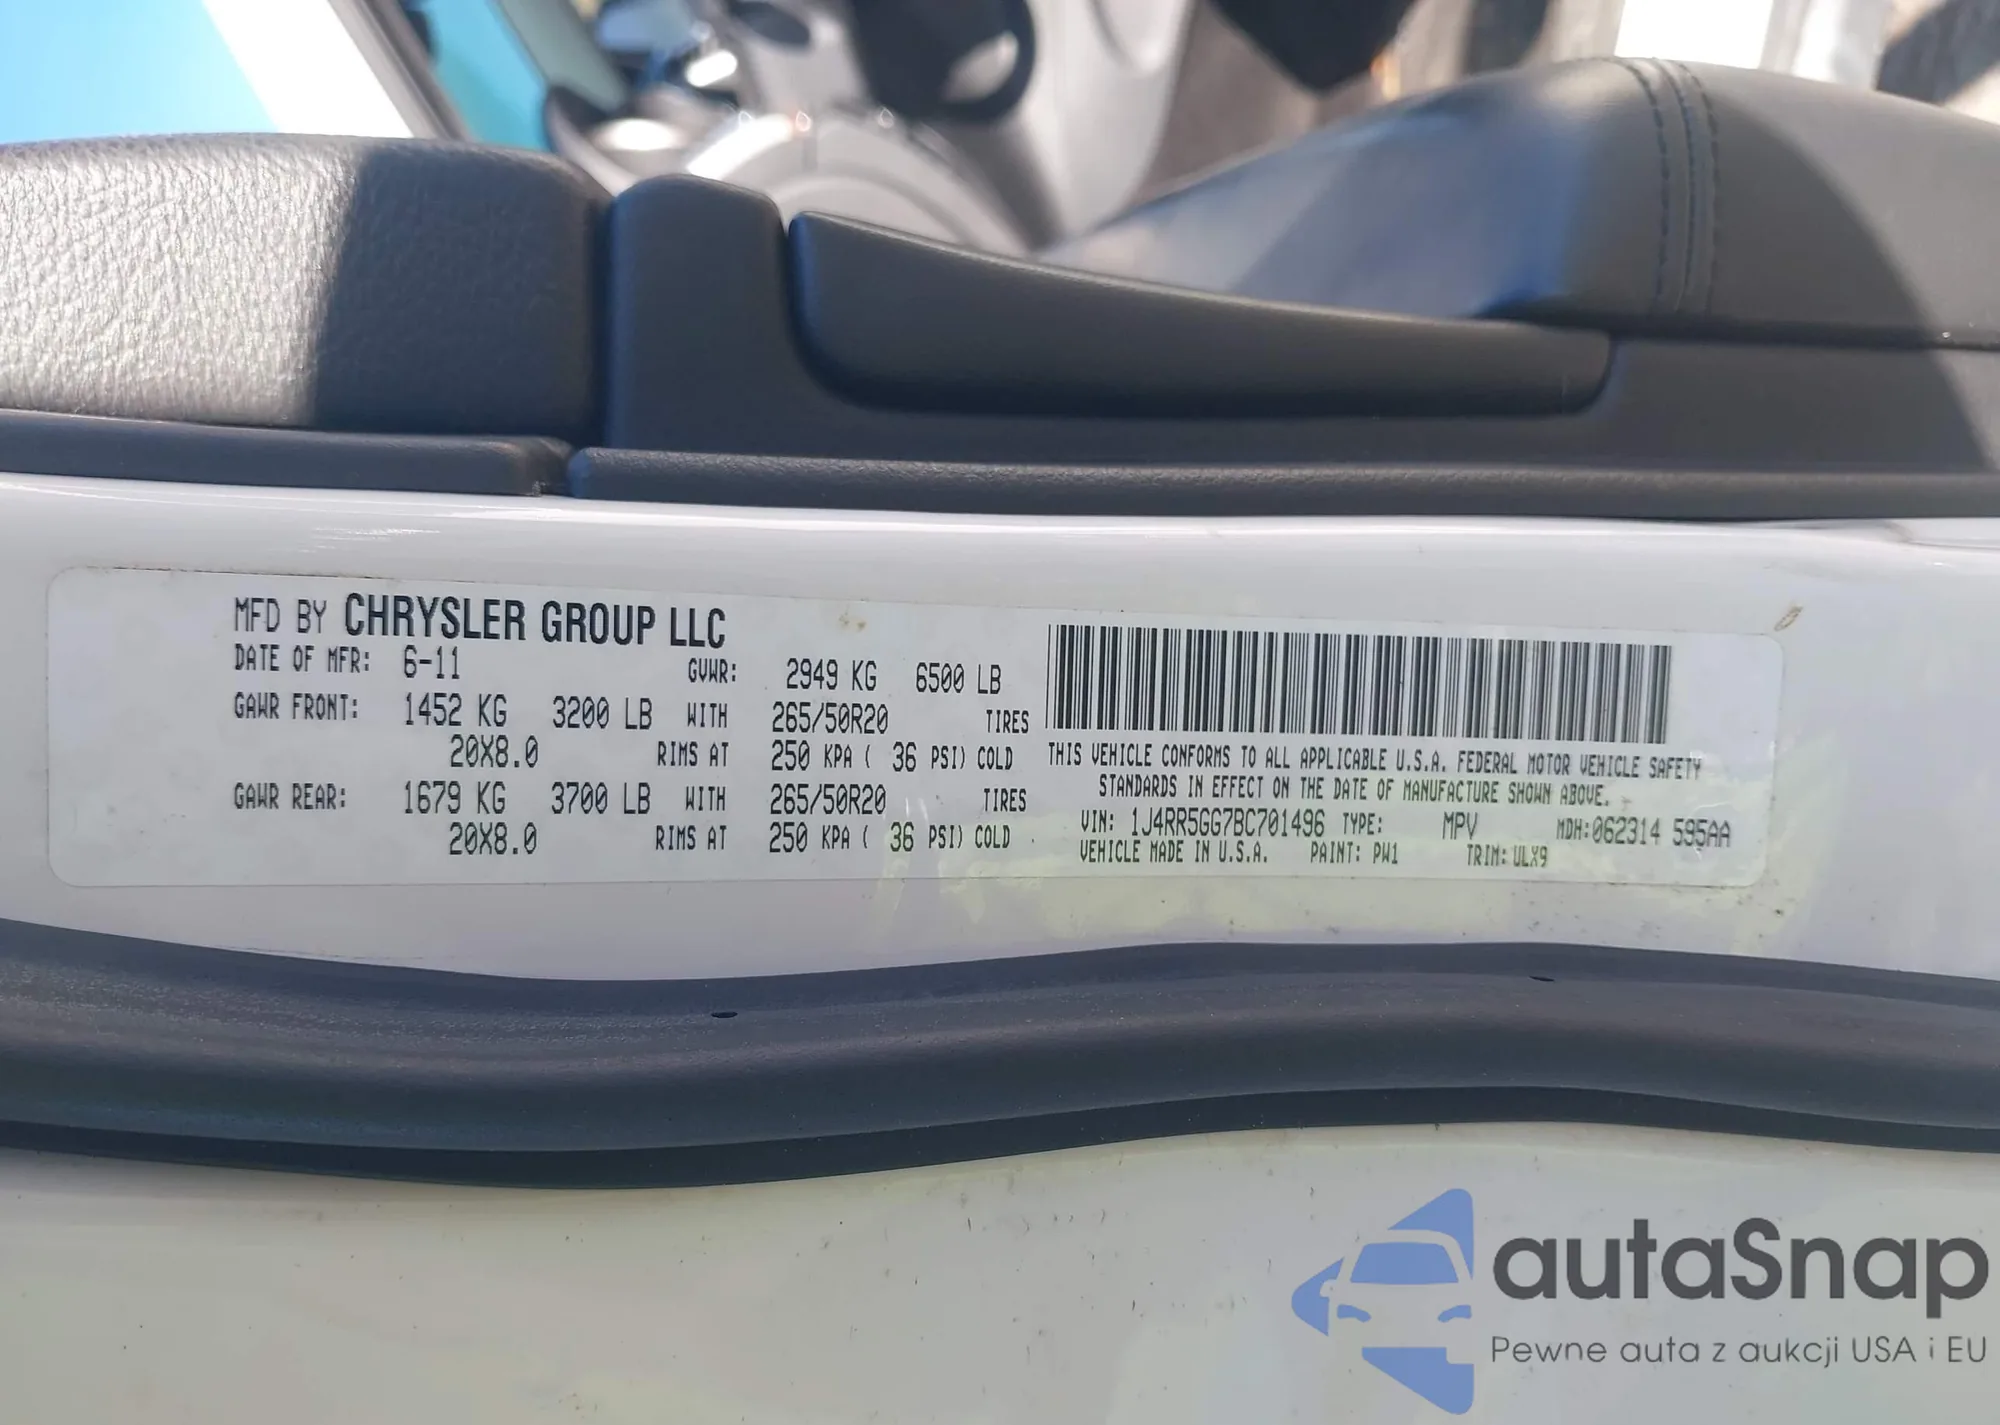 MFD BY CHRYSLER GROUP LLC
DATE OF MFR: 6-11 GVWR: 2949 KG 6500 LB
GAWR FRONT: 1452 KG 3200 LB WITH 265/50R20 TIRES
20X8.0 RIMS AT 250 KPA ( 36 PSI) COLD
GAWR REAR: 1679 KG 3700 LB WITH 265/50R20 TIRES
20X8.0 RIMS AT 250 KPA ( 36 PSI) COLD
THIS VEHICLE CONFORMS TO ALL APPLICABLE U.S.A. FEDERAL MOTOR VEHICLE SAFETY
STANDARDS IN EFFECT ON THE DATE OF MANUFACTURE SHOWN ABOVE.
VIN: 1J4RR5GG7BC701496 TYPE: MPV MDH: 062314 595AA
VEHICLE MADE IN U.S.A. PAINT: PW1 TRIM: ULX9
autaSnap
Pewne auta z aukcji USA i EU